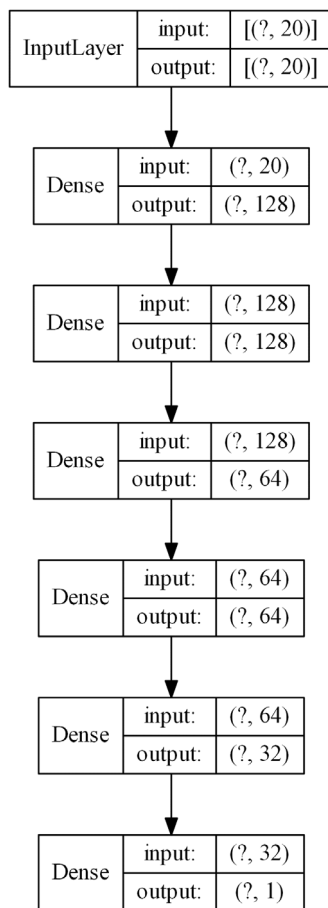 InputLayer
input: [(?, 20)]
output: [(?, 20)]
Dense
input: (?, 20)
output: (?, 128)
Dense
input: (?, 128)
output: (?, 128)
Dense
input: (?, 128)
output: (?, 64)
Dense
input: (?, 64)
output: (?, 64)
Dense
input: (?, 64)
output: (?, 32)
Dense
input: (?, 32)
output: (?, 1)